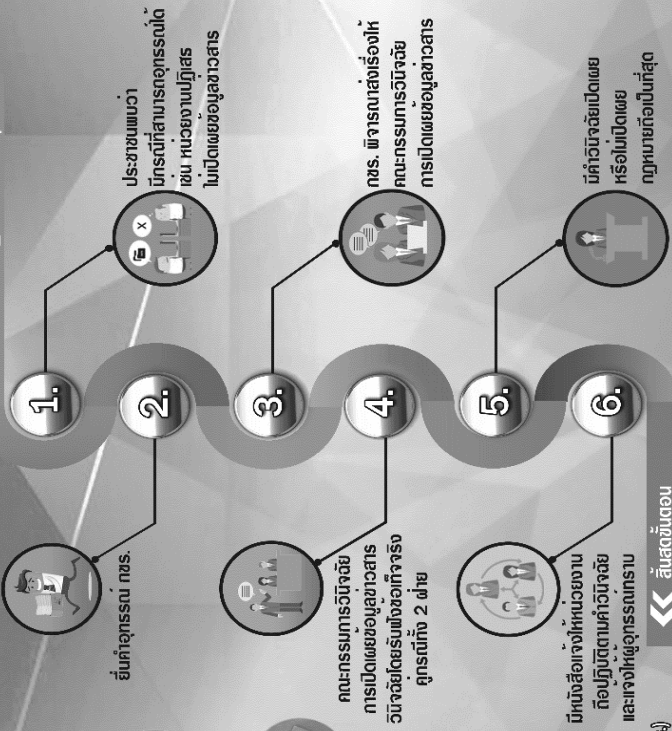 1.
ประชาชนพบว่า
มีกรณีที่สามารถอุทธรณ์ได้
เช่น หน่วยงานปฏิเสธ
ไม่เปิดเผยข้อมูลข่าวสาร
X
2.
ยื่นคำอุทธรณ์ กขร.
3.
กขร. พิจารณาส่งเรื่องให้
คณะกรรมการวินิจฉัย
การเปิดเผยข้อมูลข่าวสาร
4.
คณะกรรมการวินิจฉัย
การเปิดเผยข้อมูลข่าวสาร
วินิจฉัยโดยรับฟังข้อเท็จจริง
คู่กรณีทั้ง 2 ฝ่าย
5.
มีคำวินิจฉัยเปิดเผย
หรือไม่เปิดเผย
กฎหมายถือเป็นที่สุด
6.
มีหนังสือแจ้งให้หน่วยงาน
ถือปฏิบัติตามคำวินิจฉัย
และแจ้งให้ผู้อุทธรณ์ทราบ
สิ้นสุดขั้นตอน